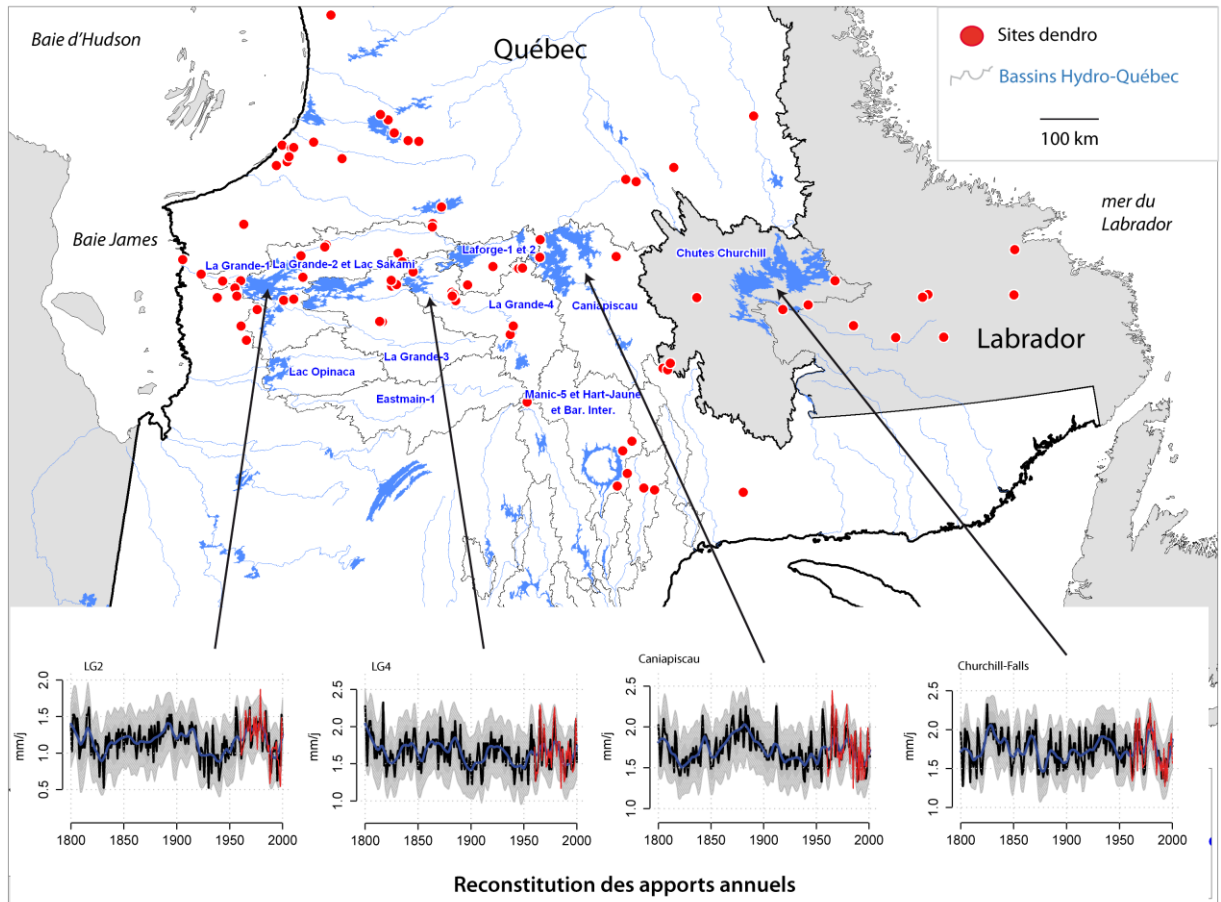 Baie d'Hudson
Québec
Sites dendro
Bassins Hydro-Québec
100 km
mer du
Labrador
Baie James
La Grande-1
La Grande-2 et Lac Sakami
Laforge-1 et 2
Chutes Churchill
La Grande-4
Caniapiscau
Labrador
La Grande-3
Lac Opinaca
Eastmain-1
Manic-5 et Hart-Jaune
et Bar. Inter.
LG2
mm/j
2.0
1.5
1.0
0.5
1800 1850 1900 1950 2000
LG4
mm/j
2.5
2.0
1.5
1.0
1800 1850 1900 1950 2000
Caniapiscau
mm/j
2.5
2.0
1.5
1.0
1800 1850 1900 1950 2000
Churchill-Falls
mm/j
2.5
2.0
1.5
1.0
1800 1850 1900 1950 2000
Reconstitution des apports annuels